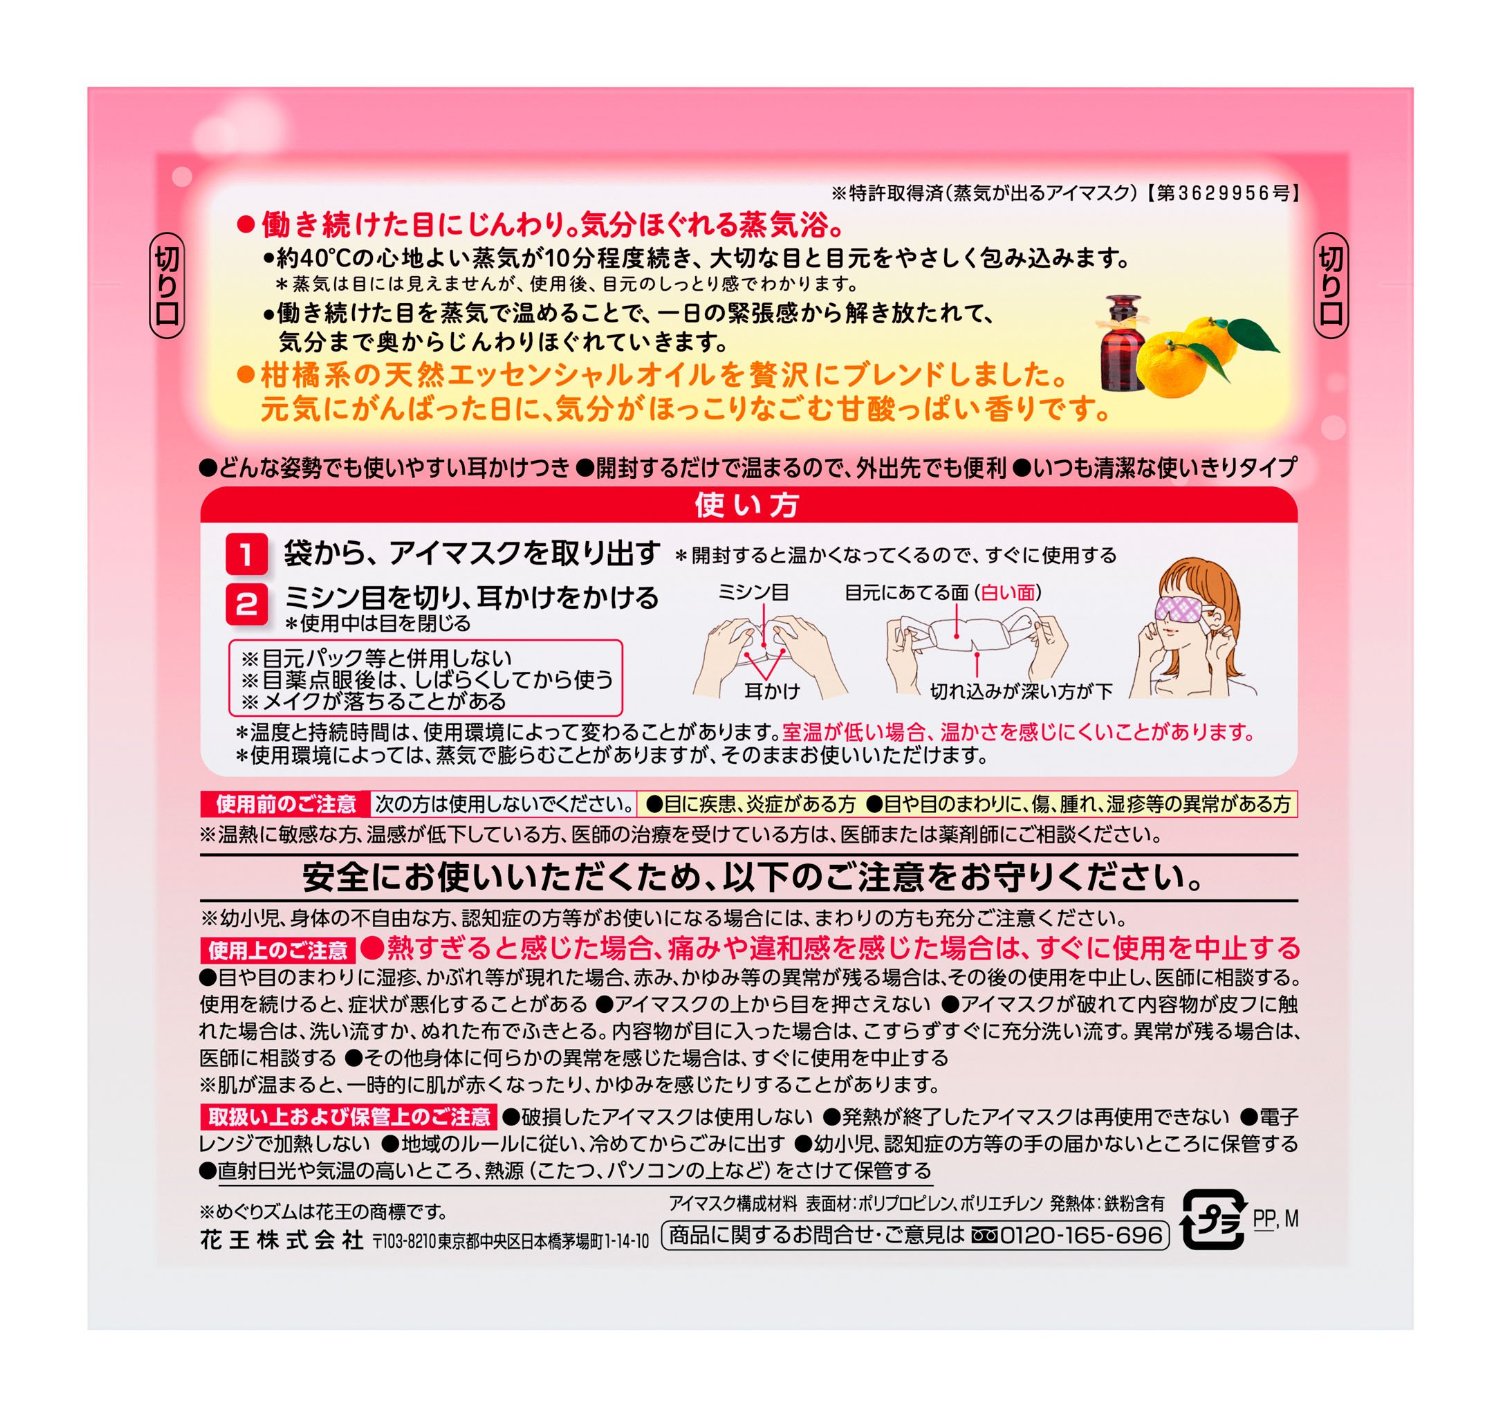 ※特許取得済(蒸気が出るアイマスク)【第3629956号】
●働き続けた目にじんわり。気分ほぐれる蒸気浴。
●約40℃の心地よい蒸気が10分程度続き、大切な目と目元をやさしく包み込みます。
＊蒸気は目には見えませんが、使用後、目元のしっとり感でわかります。
●働き続けた目を蒸気で温めることで、一日の緊張感から解き放たれて、
気分まで奥からじんわりほぐれていきます。
●柑橘系の天然エッセンシャルオイルを贅沢にブレンドしました。
元気にがんばった日に、気分がほっこりなごむ甘酸っぱい香りです。
切り口
切り口
●どんな姿勢でも使いやすい耳かけつき ●開封するだけで温まるので、外出先でも便利 ●いつも清潔な使いきりタイプ
使い方
1 袋から、アイマスクを取り出す ＊開封すると温かくなってくるので、すぐに使用する
2 ミシン目を切り、耳かけをかける
＊使用中は目を閉じる
※目元パック等と併用しない
※目薬点眼後は、しばらくしてから使う
※メイクが落ちることがある
ミシン目
耳かけ
目元にあてる面(白い面)
切れ込みが深い方が下
＊温度と持続時間は、使用環境によって変わることがあります。室温が低い場合、温かさを感じにくいことがあります。
＊使用環境によっては、蒸気で膨らむことがありますが、そのままお使いいただけます。
使用前のご注意 次の方は使用しないでください。 ●目に疾患、炎症がある方 ●目や目のまわりに、傷、腫れ、湿疹等の異常がある方
※温熱に敏感な方、温感が低下している方、医師の治療を受けている方は、医師または薬剤師にご相談ください。
安全にお使いいただくため、以下のご注意をお守りください。
※幼小児、身体の不自由な方、認知症の方等がお使いになる場合には、まわりの方も充分ご注意ください。
使用上のご注意 ●熱すぎると感じた場合、痛みや違和感を感じた場合は、すぐに使用を中止する
●目や目のまわりに湿疹、かぶれ等が現れた場合、赤み、かゆみ等の異常が残る場合は、その後の使用を中止し、医師に相談する。
使用を続けると、症状が悪化することがある ●アイマスクの上から目を押さえない ●アイマスクが破れて内容物が皮フに触
れた場合は、洗い流すか、ぬれた布でふきとる。内容物が目に入った場合は、こすらずすぐに充分洗い流す。異常が残る場合は、
医師に相談する ●その他身体に何らかの異常を感じた場合は、すぐに使用を中止する
※肌が温まると、一時的に肌が赤くなったり、かゆみを感じたりすることがあります。
取扱い上および保管上のご注意 ●破損したアイマスクは使用しない ●発熱が終了したアイマスクは再使用できない ●電子
レンジで加熱しない ●地域のルールに従い、冷めてからごみに出す ●幼小児、認知症の方等の手の届かないところに保管する
●直射日光や気温の高いところ、熱源(こたつ、パソコンの上など)をさけて保管する
※めぐりズムは花王の商標です。
花王株式会社 〒103-8210東京都中央区日本橋茅場町1-14-10
アイマスク構成材料 表面材:ポリプロピレン、ポリエチレン 発熱体:鉄粉含有
商品に関するお問合せ・ご意見は 0120-165-696
プラ
PP, M